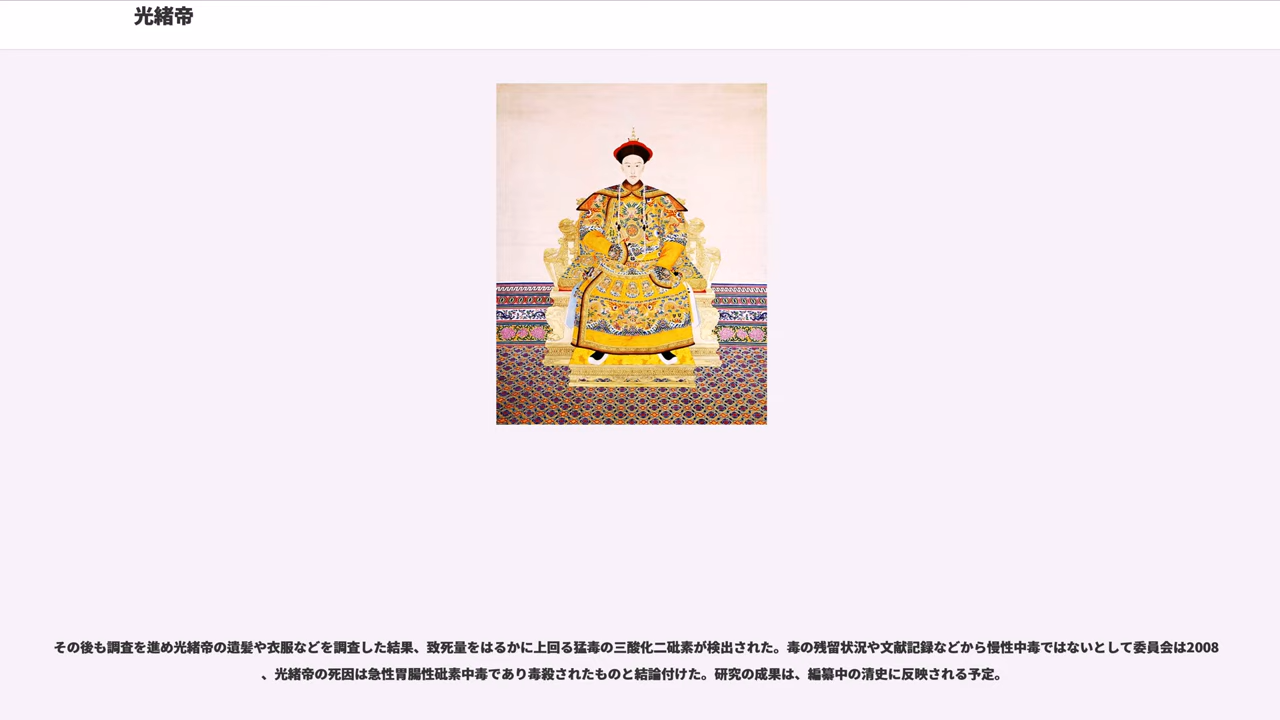 光緒帝
その後も調査を進め光緒帝の遺髪や衣服などを調査した結果、致死量をはるかに上回る猛毒の三酸化二砒素が検出された。毒の残留状況や文献記録などから慢性中毒ではないとして委員会は2008
、光緒帝の死因は急性胃腸性砒素中毒であり毒殺されたものと結論付けた。研究の成果は、編纂中の清史に反映される予定。